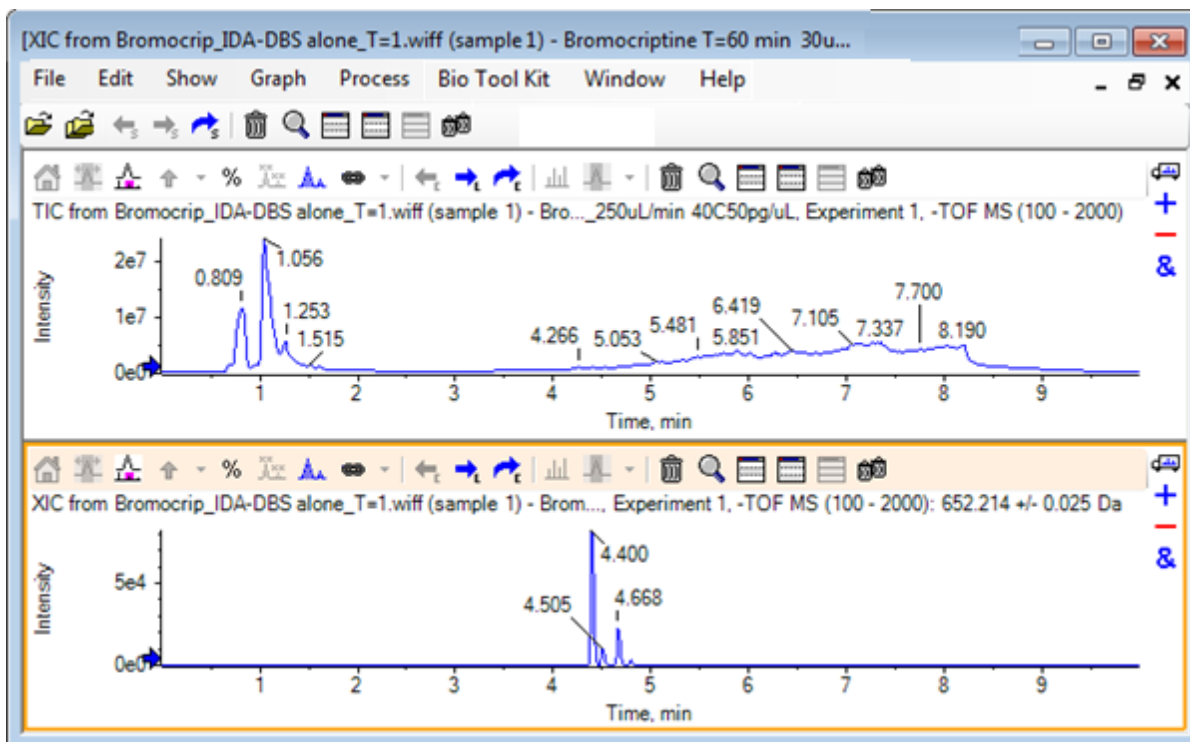 [XIC from Bromocrip_IDA-DBS alone_T=1.wiff (sample 1) - Bromocriptine T=60 min 30u...
File Edit Show Graph Process Bio Tool Kit Window Help
TIC from Bromocrip_IDA-DBS alone_T=1.wiff (sample 1) - Bro..._250uL/min 40C50pg/uL, Experiment 1, -TOF MS (100 - 2000)
Intensity
2e7
1e7
0e0
0.809
1.056
1.253
1.515
4.266
5.053
5.481
5.851
6.419
7.105
7.337
7.700
8.190
1 2 3 4 5 6 7 8 9
Time, min
XIC from Bromocrip_IDA-DBS alone_T=1.wiff (sample 1) - Brom..., Experiment 1, -TOF MS (100 - 2000): 652.214 +/- 0.025 Da
Intensity
5e4
0e0
4.400
4.505
4.668
1 2 3 4 5 6 7 8 9
Time, min